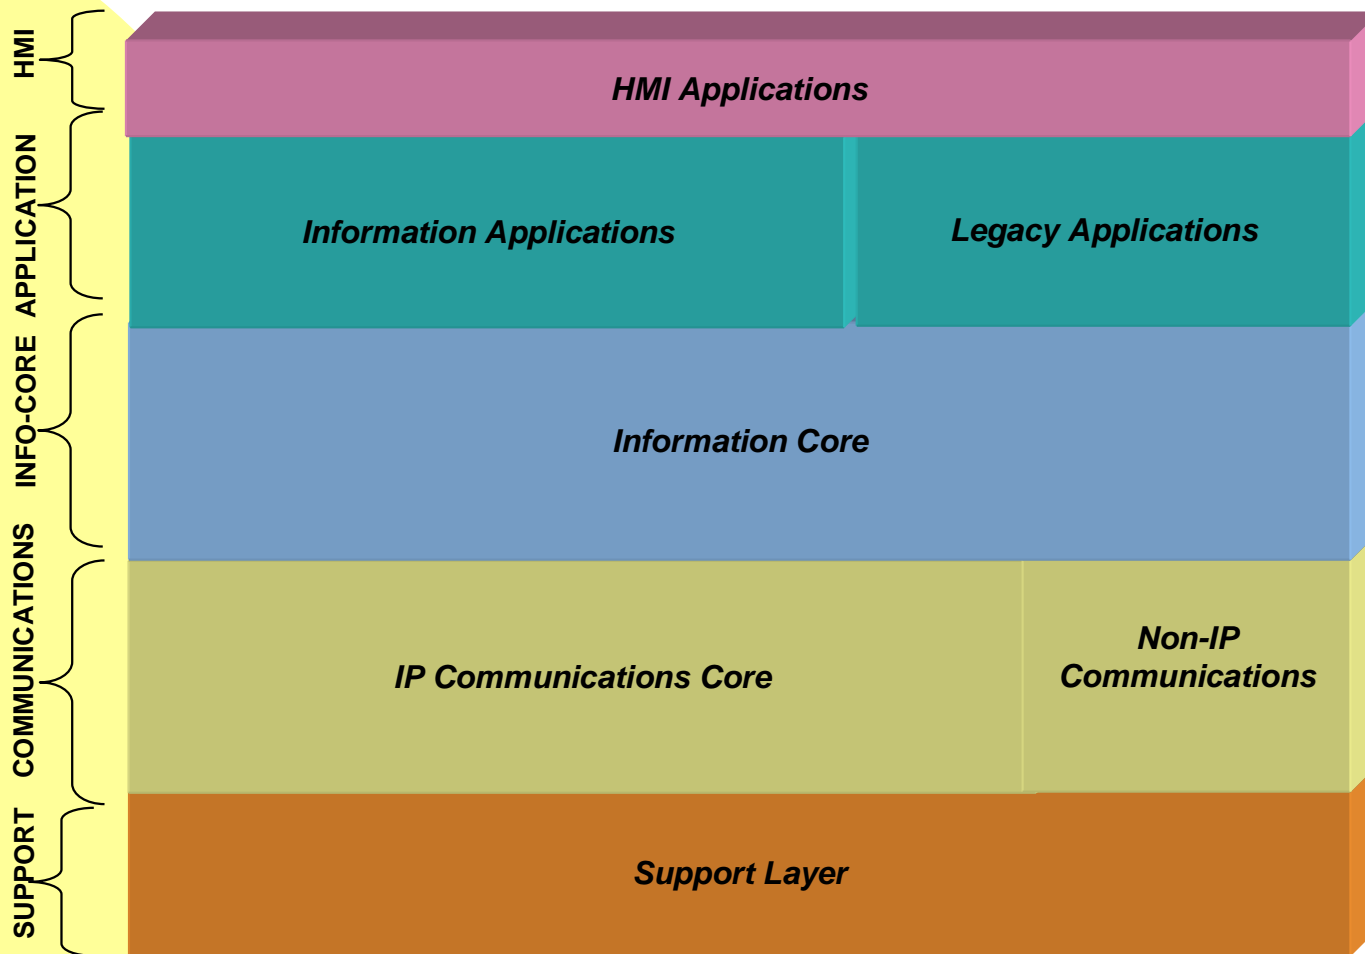 HMI
HMI Applications
APPLICATION
Information Applications
Legacy Applications
INFO-CORE
Information Core
COMMUNICATIONS
IP Communications Core
Non-IP
Communications
SUPPORT
Support Layer